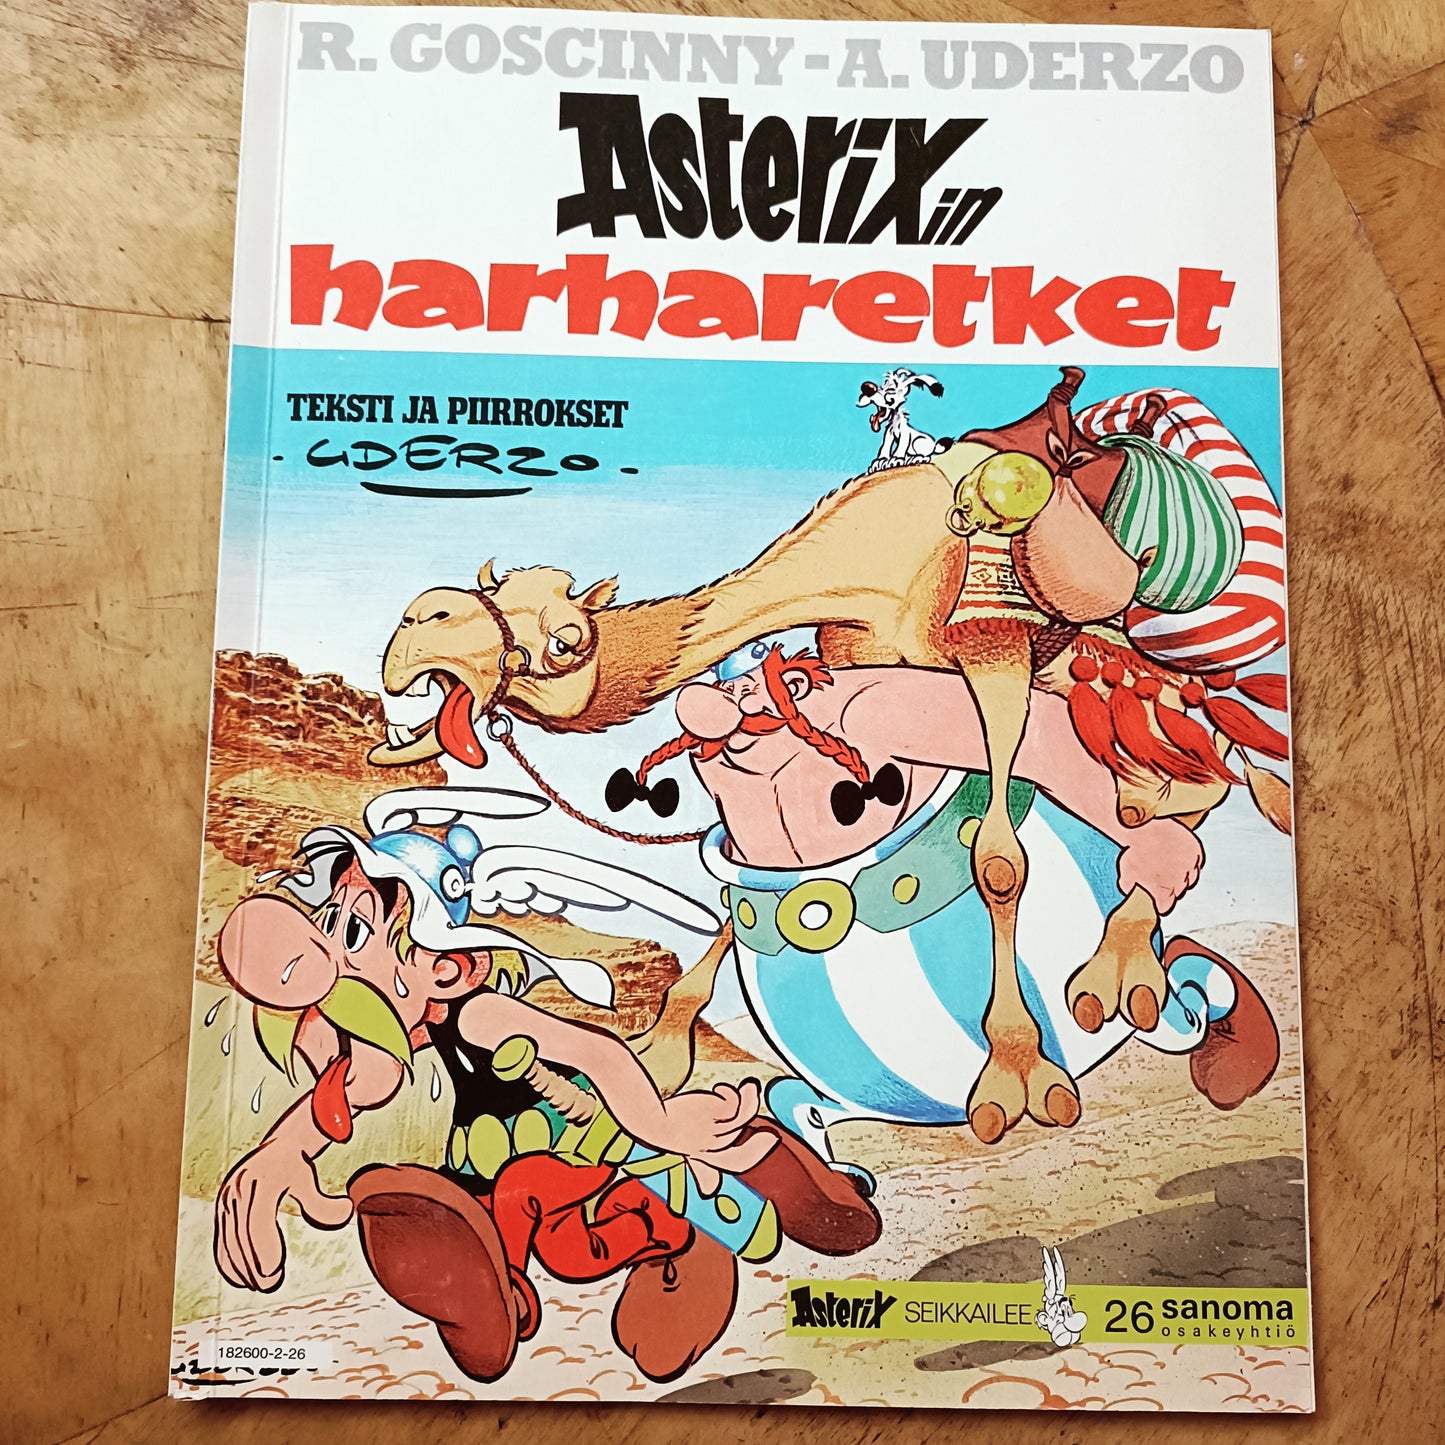 R. GOSCINNY - A. UDERZO
Asterixin
harharetket
TEKSTI JA PIIRROKSET
- UDERZO -
Asterix SEIKKAILEE 26 sanoma
osakeyhtiö
182600-2-26